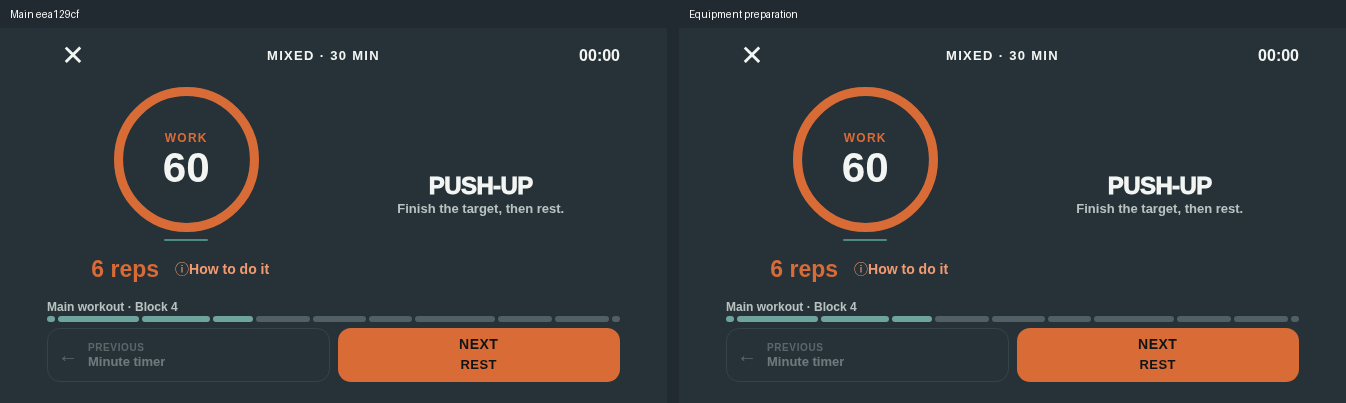 Main eea129cf
✕ MIXED · 30 MIN 00:00
WORK
60
PUSH-UP
Finish the target, then rest.
6 reps ⓘHow to do it
Main workout · Block 4
← PREVIOUS
Minute timer
NEXT
REST
Equipment preparation
✕ MIXED · 30 MIN 00:00
WORK
60
PUSH-UP
Finish the target, then rest.
6 reps ⓘHow to do it
Main workout · Block 4
← PREVIOUS
Minute timer
NEXT
REST